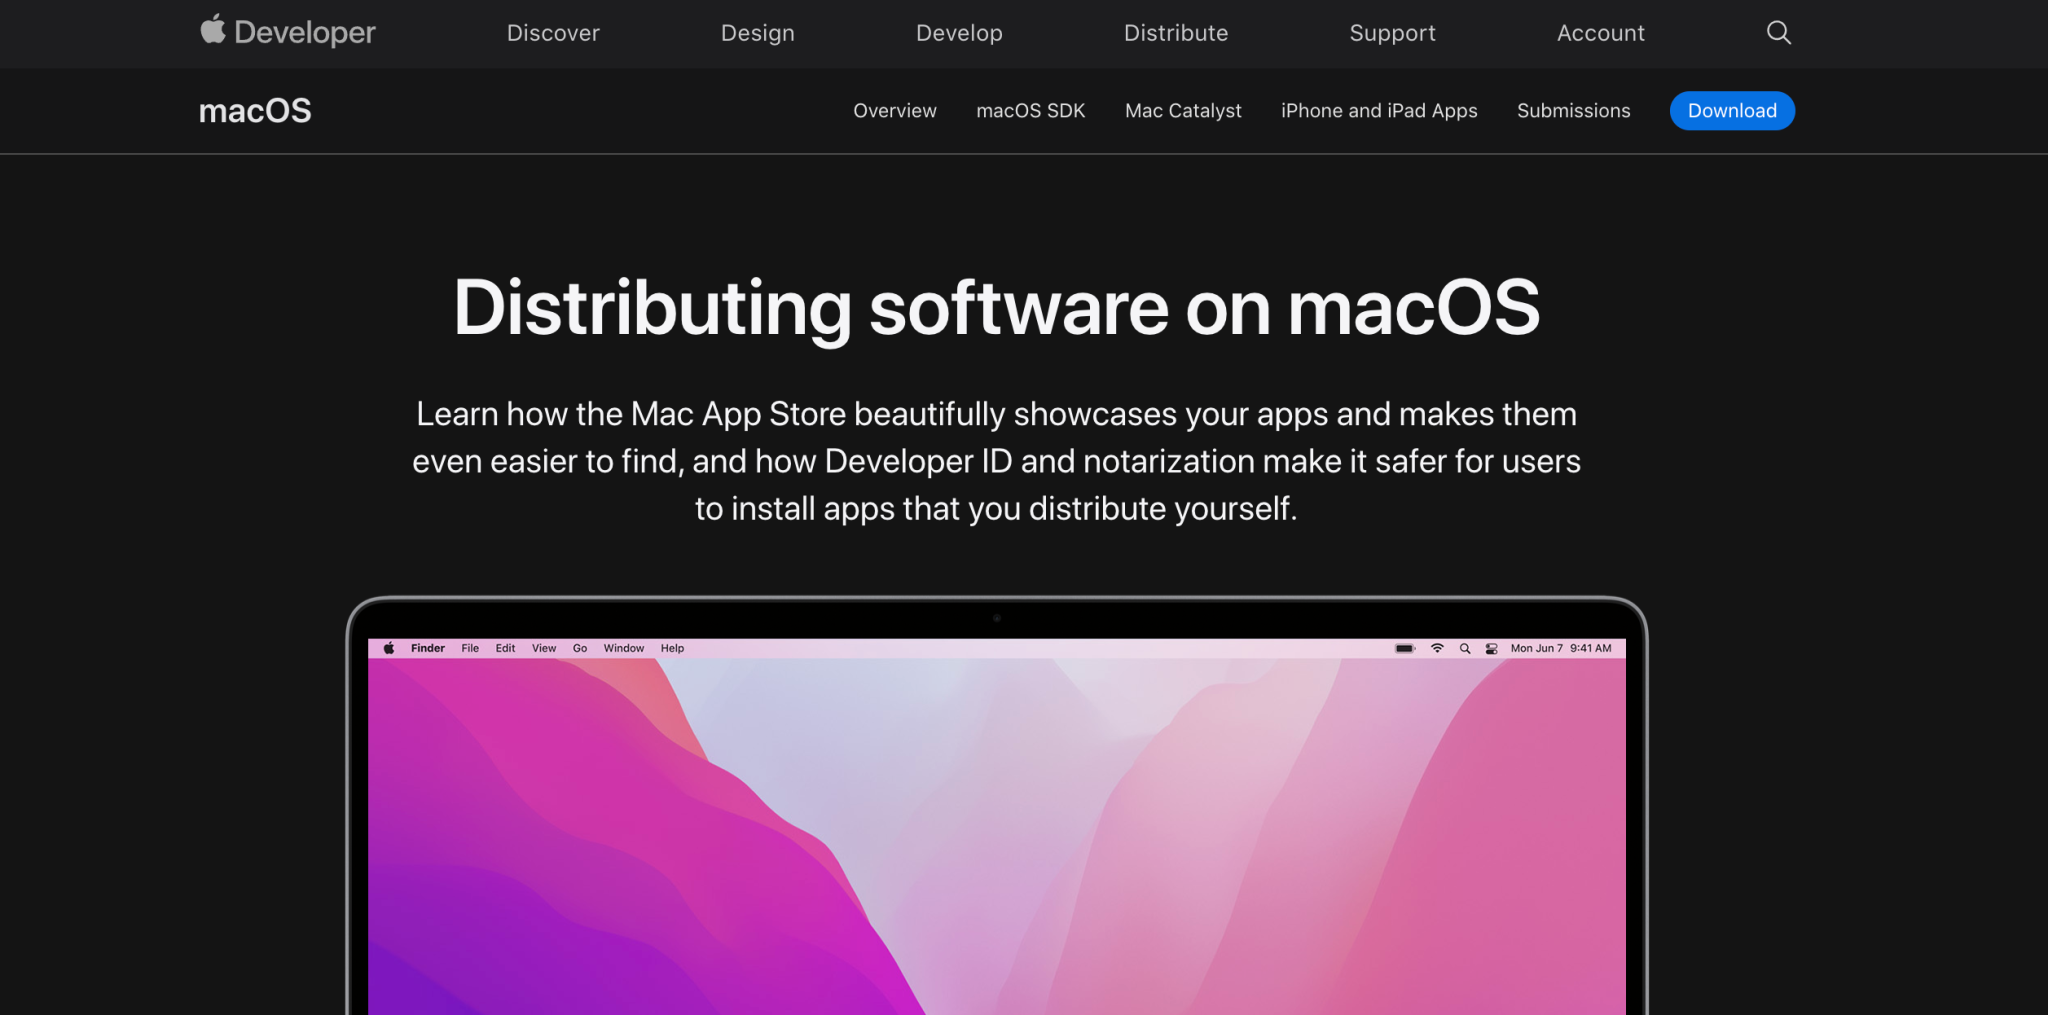 Developer Discover Design Develop Distribute Support Account
macOS Overview macOS SDK Mac Catalyst iPhone and iPad Apps Submissions Download
Distributing software on macOS
Learn how the Mac App Store beautifully showcases your apps and makes them
even easier to find, and how Developer ID and notarization make it safer for users
to install apps that you distribute yourself.
Finder File Edit View Go Window Help Mon Jun 7 9:41 AM